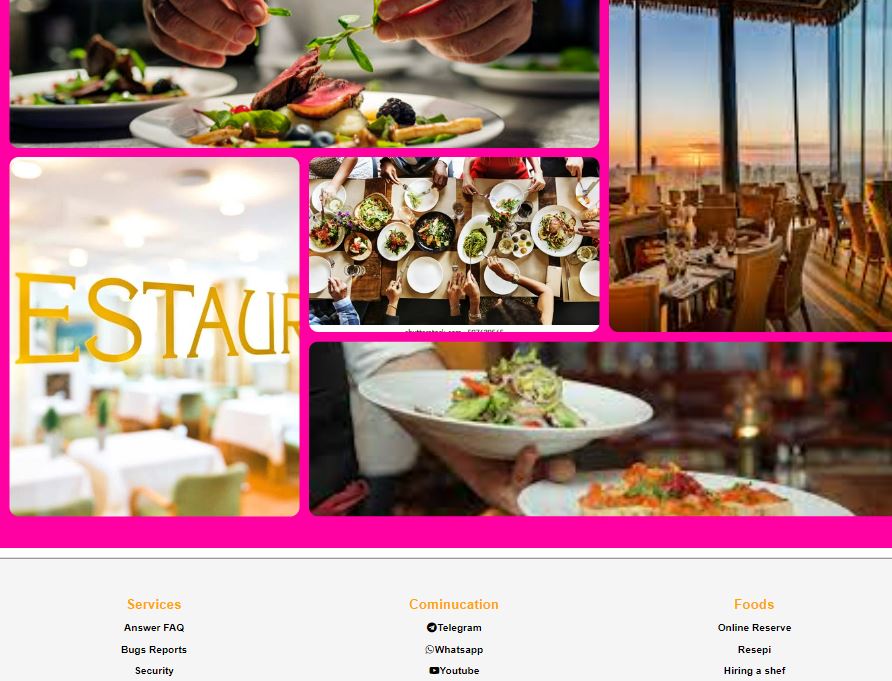 ESTAUR
Services
Cominucation
Foods
Answer FAQ
Telegram
Online Reserve
Bugs Reports
Whatsapp
Resepi
Security
Youtube
Hiring a shef